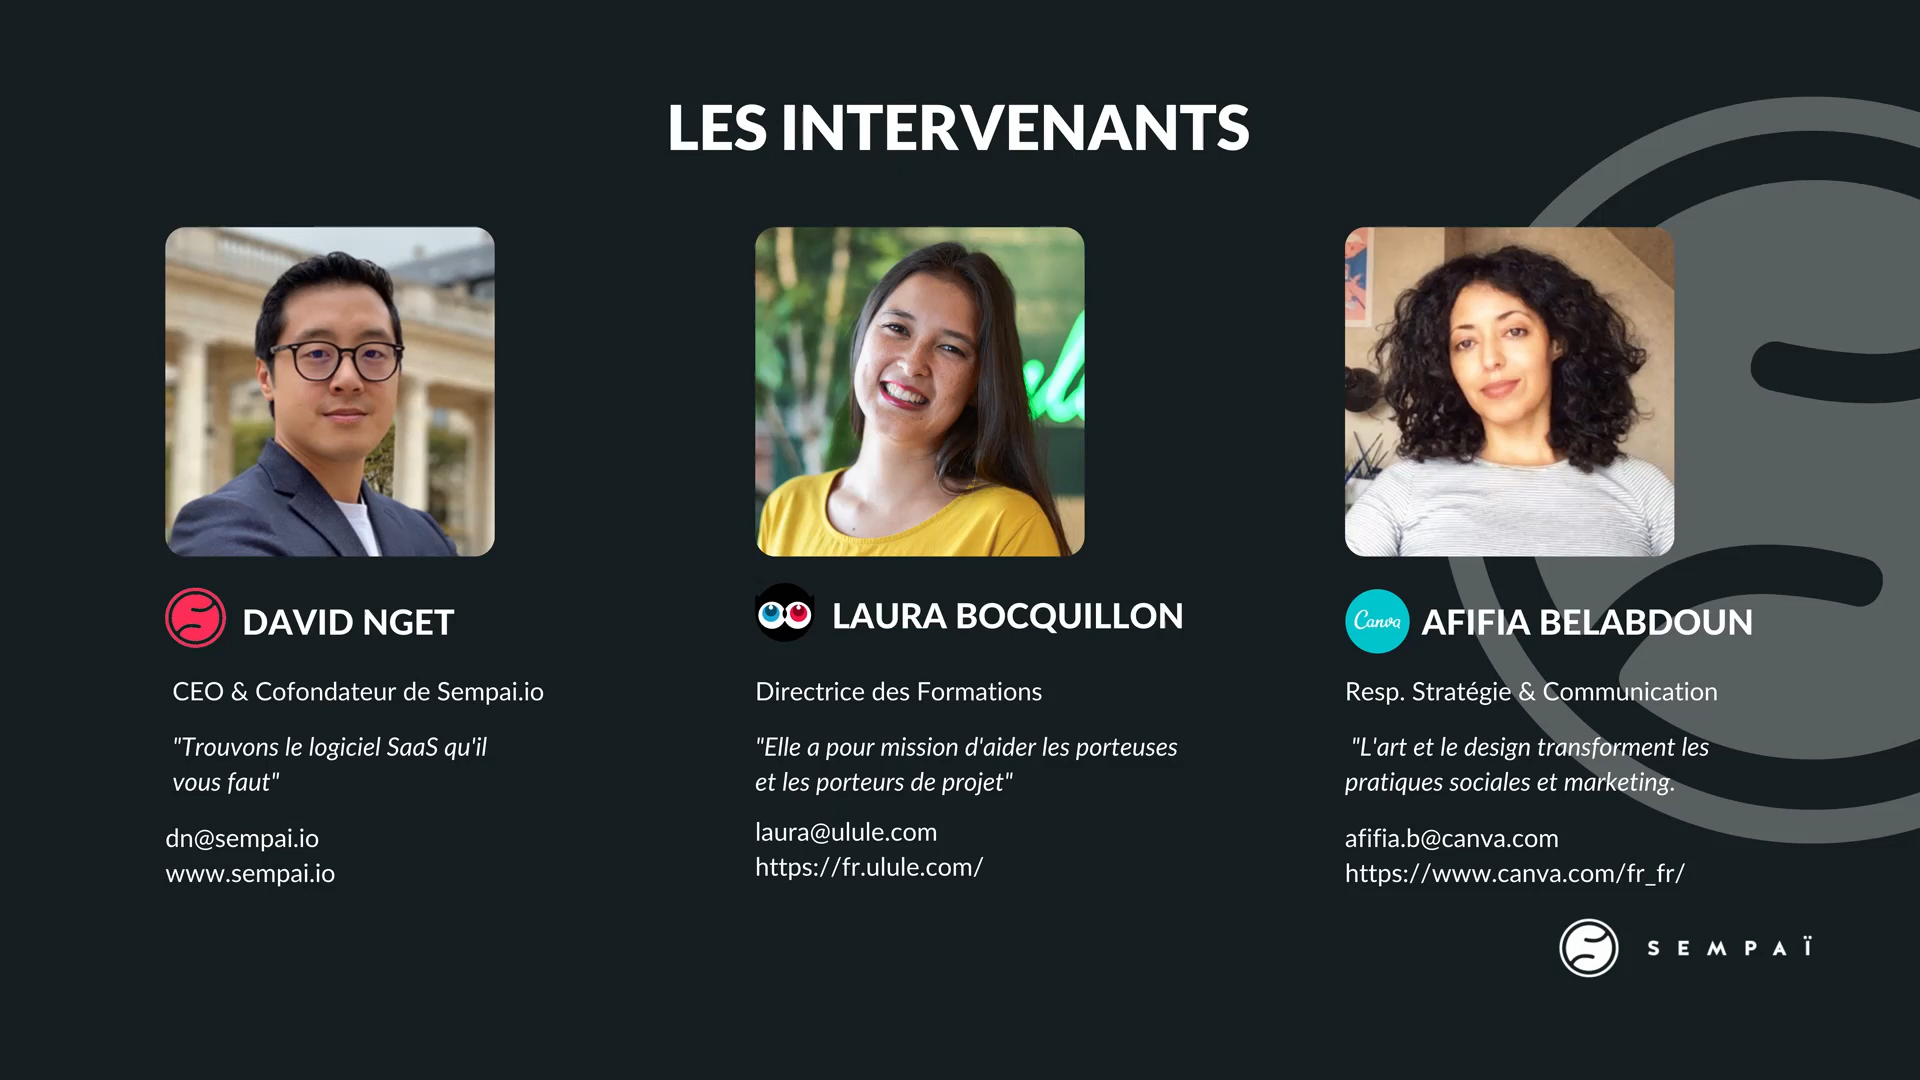 LES INTERVENANTS
DAVID NGET
CEO & Cofondateur de Sempai.io
"Trouvons le logiciel SaaS qu'il
vous faut"
dn@sempai.io
www.sempai.io
LAURA BOCQUILLON
Directrice des Formations
"Elle a pour mission d'aider les porteuses
et les porteurs de projet"
laura@ulule.com
https://fr.ulule.com/
Canva
AFIFIA BELABDOUN
Resp. Stratégie & Communication
"L'art et le design transforment les
pratiques sociales et marketing.
afifia.b@canva.com
https://www.canva.com/fr_fr/
SEMPAÏ